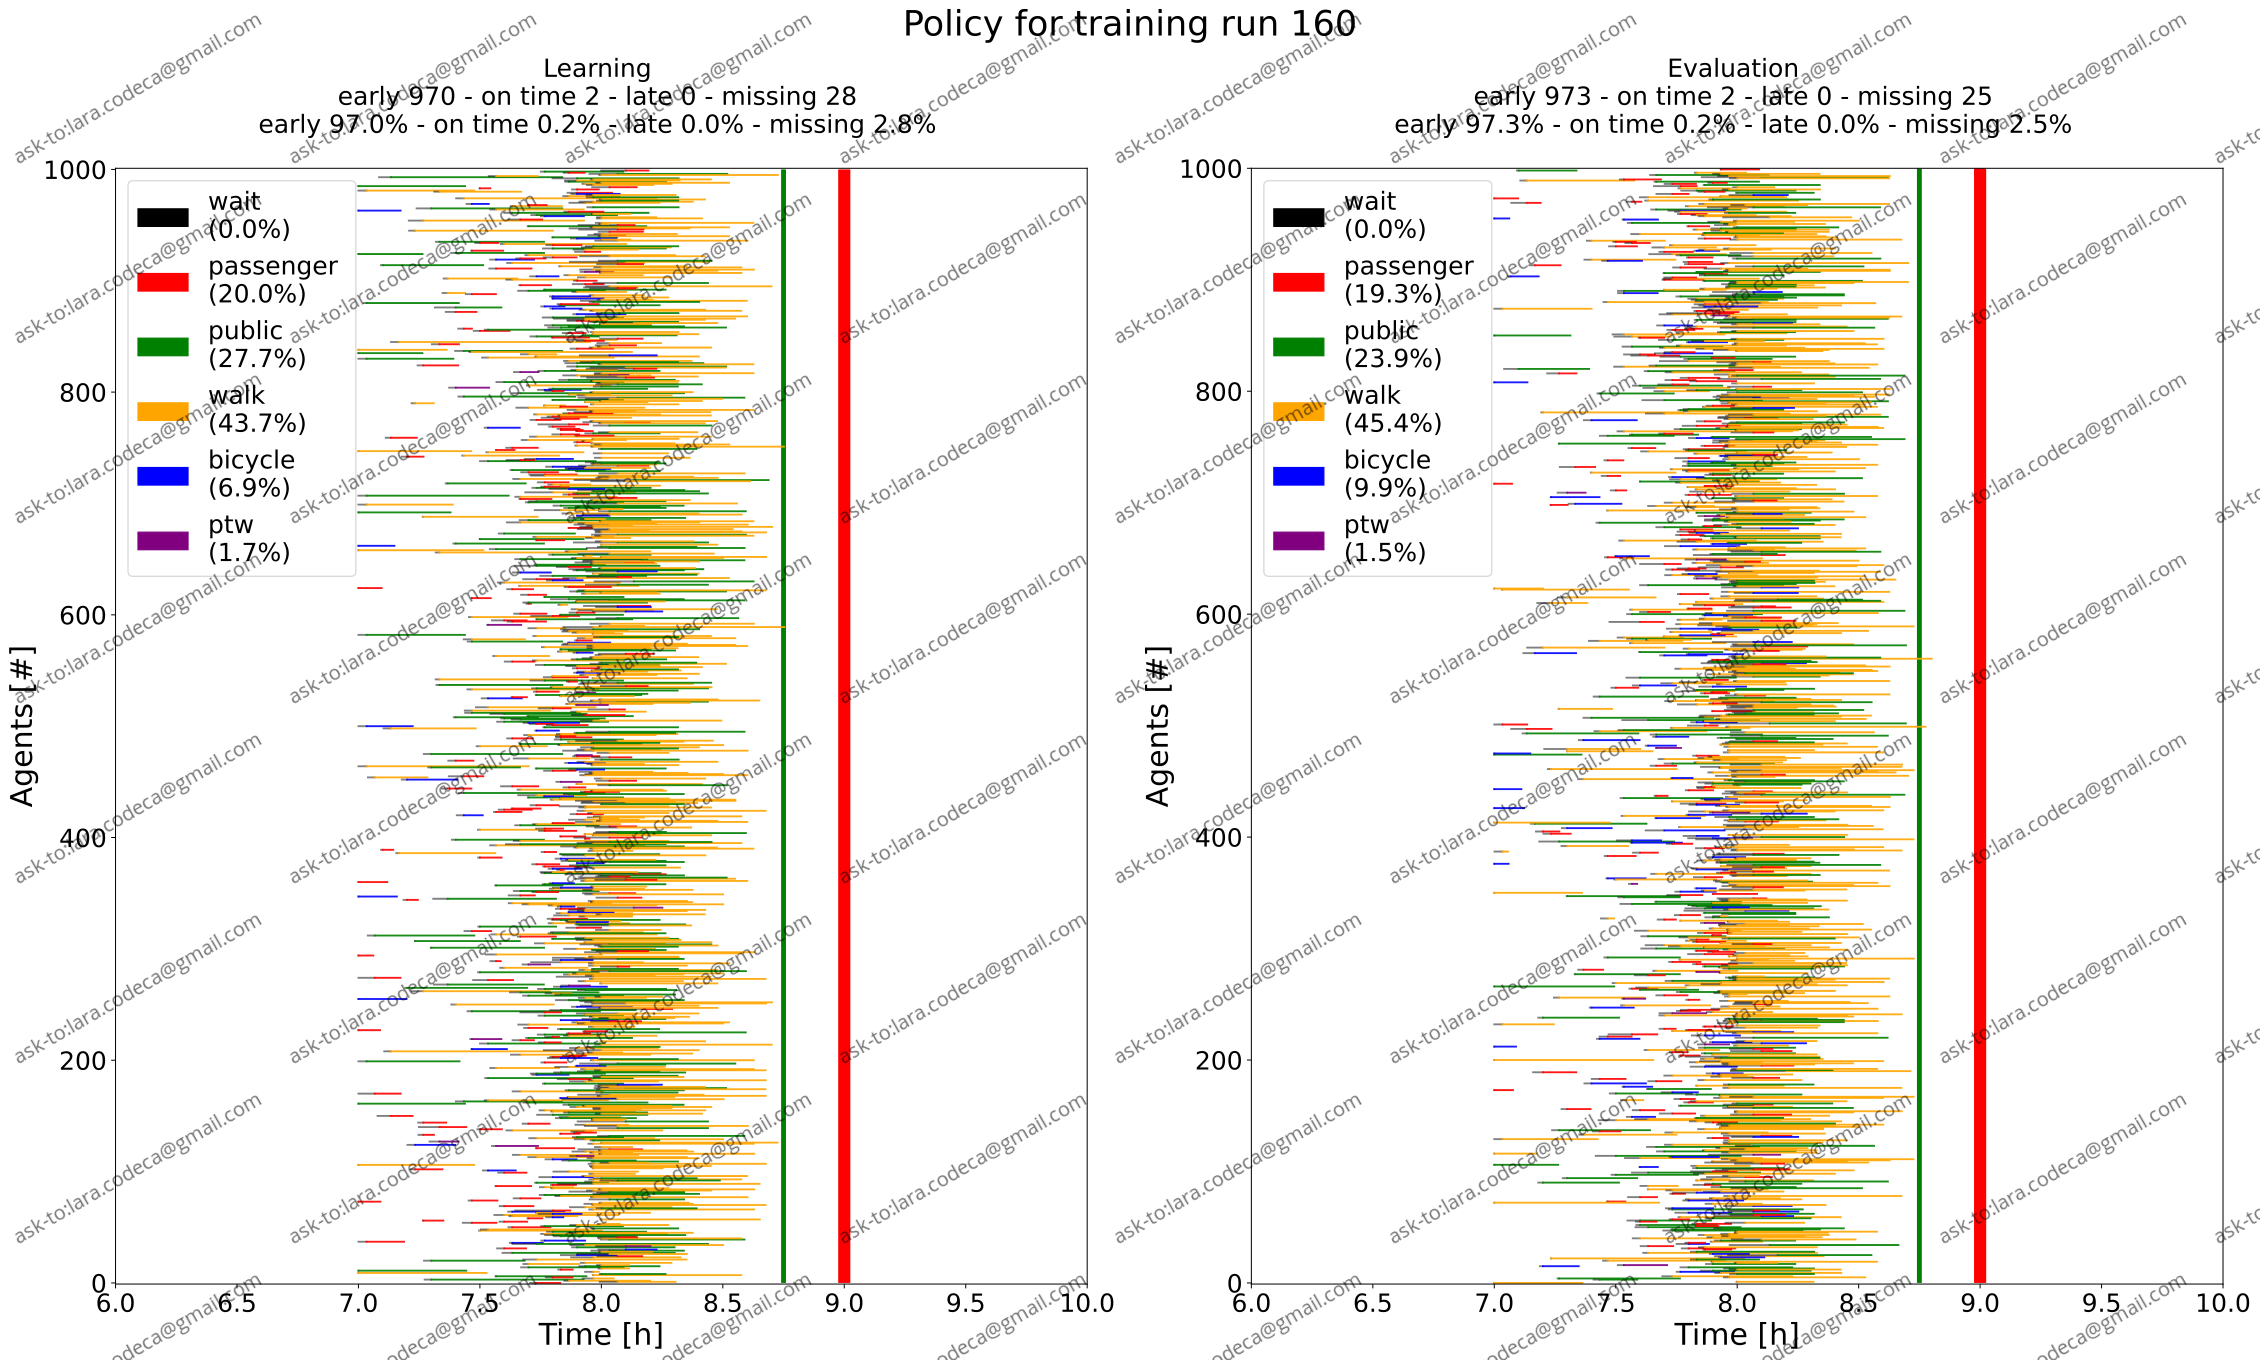 Policy for training run 160
Learning
early 970 - on time 2 - late 0 - missing 28
early 97.0% - on time 0.2% - late 0.0% - missing 2.8%
1000
800
600
400
200
0
Agents [#]
wait
(0.0%)
passenger
(20.0%)
public
(27.7%)
walk
(43.7%)
bicycle
(6.9%)
ptw
(1.7%)
6.0 6.5 7.0 7.5 8.0 8.5 9.0 9.5 10.0
Time [h]
Evaluation
early 973 - on time 2 - late 0 - missing 25
early 97.3% - on time 0.2% - late 0.0% - missing 2.5%
1000
800
600
400
200
0
Agents [#]
wait
(0.0%)
passenger
(19.3%)
public
(23.9%)
walk
(45.4%)
bicycle
(9.9%)
ptw
(1.5%)
6.0 6.5 7.0 7.5 8.0 8.5 9.0 9.5 10.0
Time [h]
ask-to:lara.codeca@gmail.com